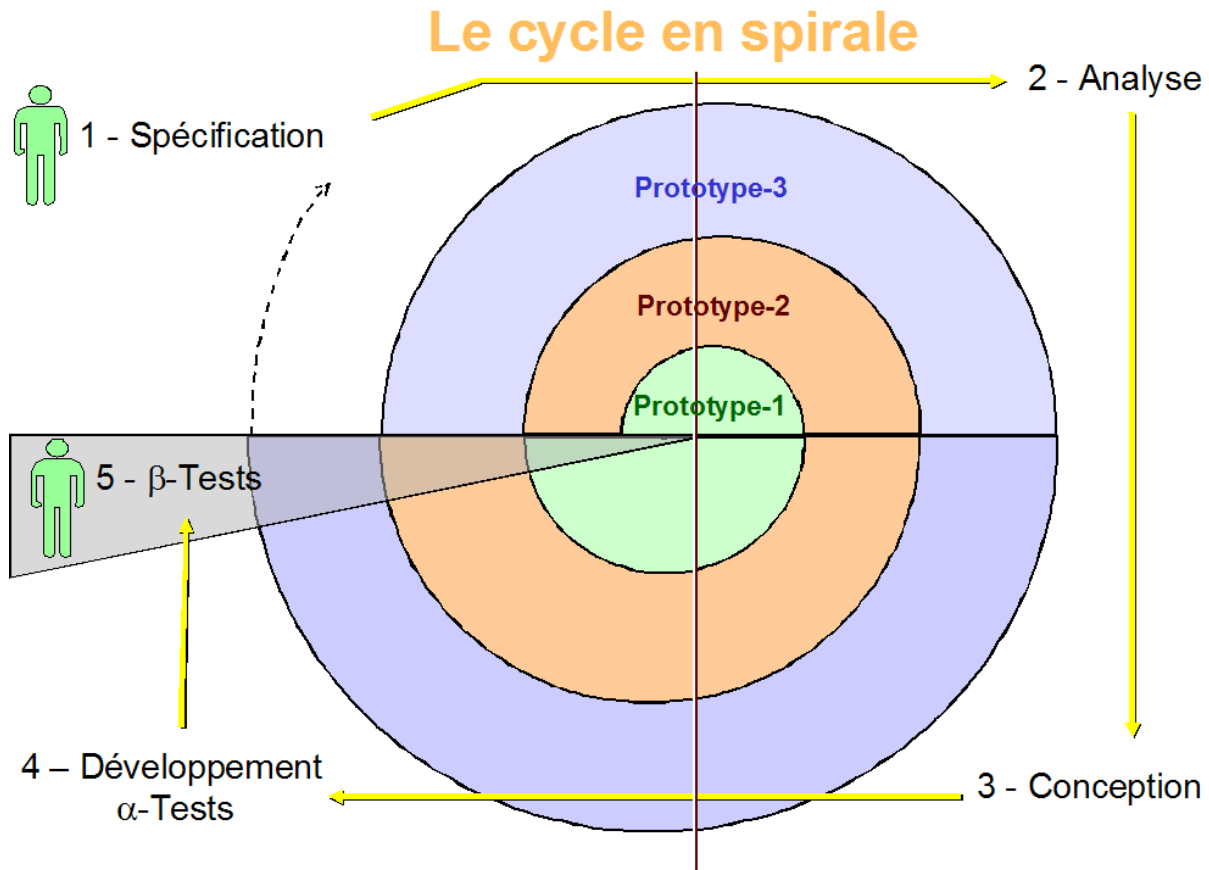 Le cycle en spirale
1 - Spécification
2 - Analyse
Prototype-3
Prototype-2
Prototype-1
5 - β-Tests
4 – Développement
α-Tests
3 - Conception